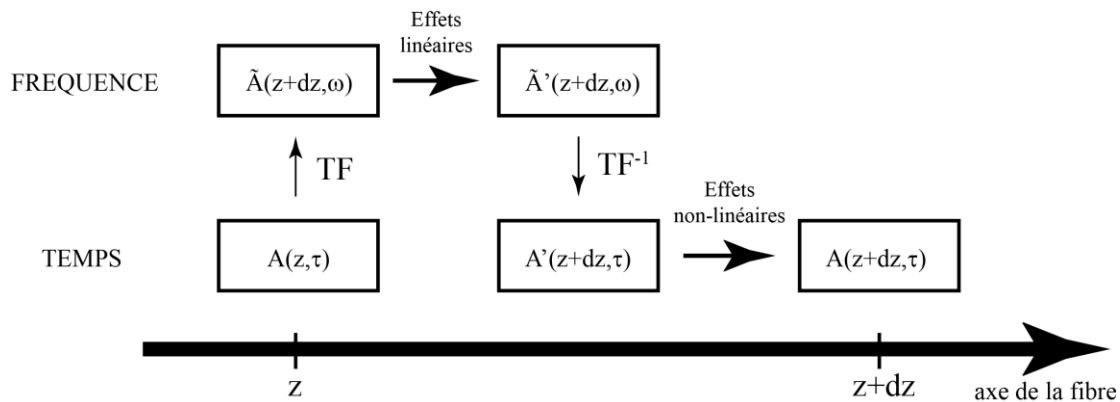 Effets
linéaires
FREQUENCE
Ã(z+dz,ω)
Ã’(z+dz,ω)
TF
TF-1
Effets
non-linéaires
TEMPS
A(z,τ)
A’(z+dz,τ)
A(z+dz,τ)
z
z+dz
axe de la fibre